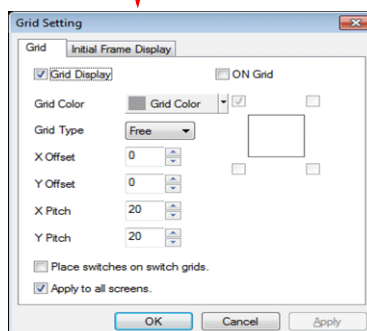 Grid Setting
Grid Initial Frame Display
Grid Display ON Grid
Grid Color Grid Color
Grid Type Free
X Offset 0
Y Offset 0
X Pitch 20
Y Pitch 20
Place switches on switch grids.
Apply to all screens.
OK Cancel Apply